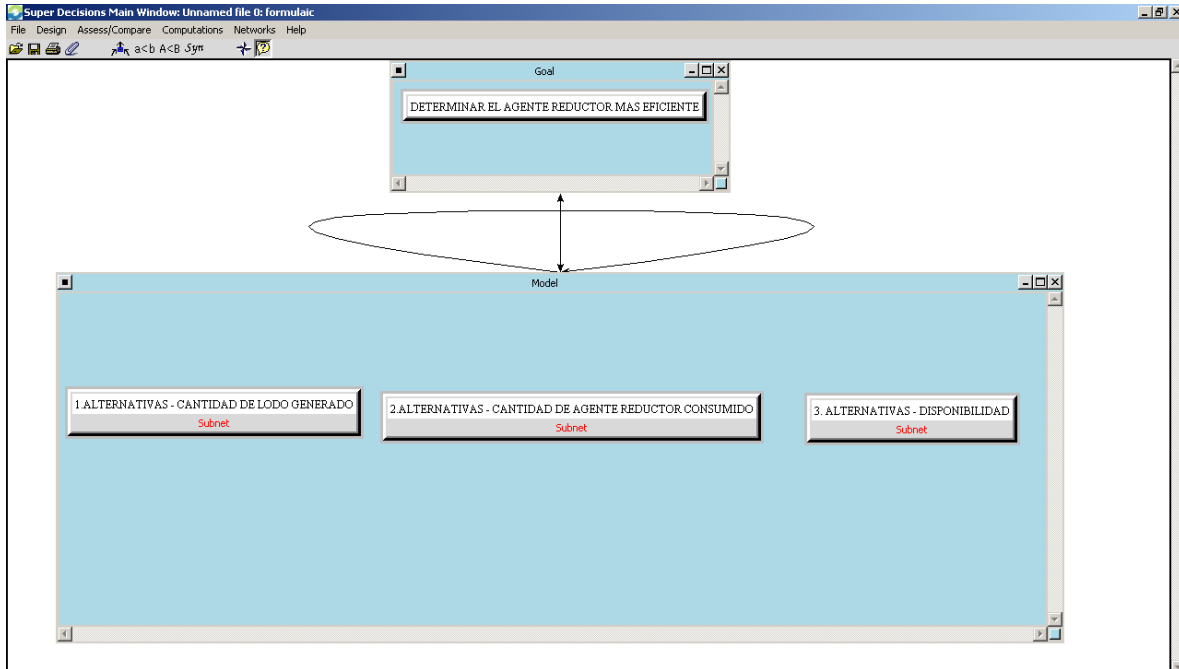 Super Decisions Main Window: Unnamed file 0: formulaic
File Design Assess/Compare Computations Networks Help
a<b A<B Syn
Goal
DETERMINAR EL AGENTE REDUCTOR MAS EFICIENTE
Model
1.ALTERNATIVAS - CANTIDAD DE LODO GENERADO
Subnet
2.ALTERNATIVAS - CANTIDAD DE AGENTE REDUCTOR CONSUMIDO
Subnet
3. ALTERNATIVAS - DISPONIBILIDAD
Subnet